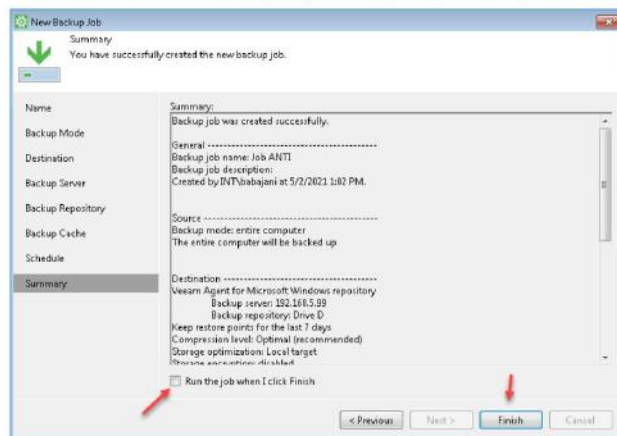 New Backup Job
Summary
You have successfully created the new backup job.
Name
Backup Mode
Destination
Backup Server
Backup Repository
Backup Cache
Schedule
Summary
Summary:
Backup job was created successfully.
General -------------------------------------------
Backup job name: Job ANTI
Backup job description:
Created by INT\babajani at 5/2/2021 1:02 PM.
Source -------------------------------------------
Backup mode: entire computer
The entire computer will be backed up
Destination ---------------------------------------
Veeam Agent for Microsoft Windows repository
Backup server: 192.168.5.99
Backup repository: Drive D
Keep restore points for the last 7 days
Compression level: Optimal (recommended)
Storage optimization: Local target
Storage encryption: disabled
Run the job when I click Finish
< Previous
Next >
Finish
Cancel